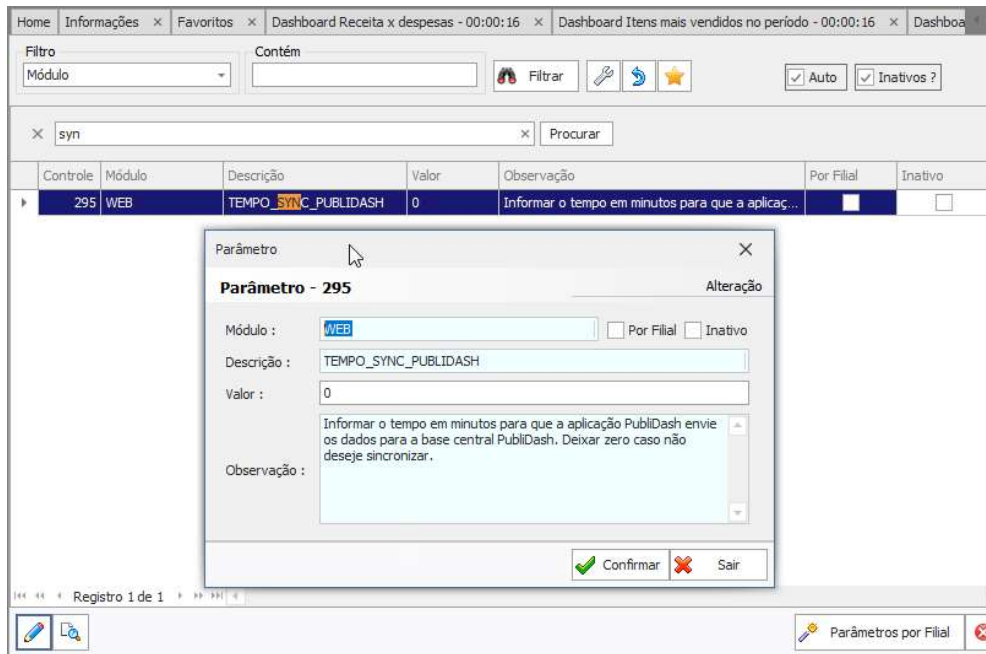 Home Informações Favoritos Dashboard Receita x despesas - 00:00:16 Dashboard Itens mais vendidos no período - 00:00:16 Dashboa
Filtro Contém
Módulo Filtrar Auto Inativos ?
syn Procurar
Controle Módulo Descrição Valor Observação Por Filial Inativo
295 WEB TEMPO_SYNC_PUBLIDASH 0 Informar o tempo em minutos para que a aplicaç...
Parâmetro
Parâmetro - 295 Alteração
Módulo : WEB Por Filial Inativo
Descrição : TEMPO_SYNC_PUBLIDASH
Valor : 0
Informar o tempo em minutos para que a aplicação PubliDash envie
os dados para a base central PubliDash. Deixar zero caso não
deseje sincronizar.
Observação :
Confirmar Sair
Registro 1 de 1
Parâmetros por Filial